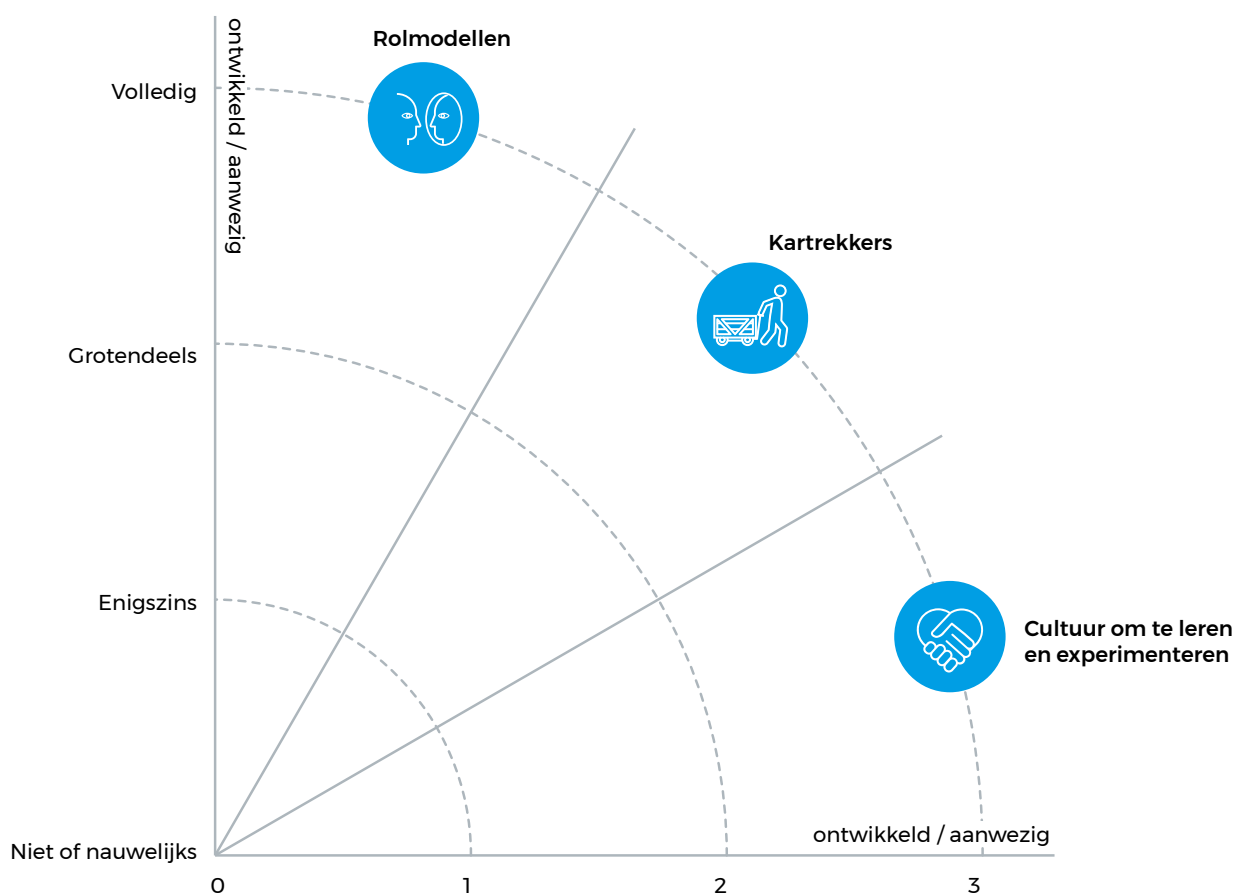 ontwikkeld / aanwezig
Rolmodellen
Volledig
Kartrekkers
Grotendeels
Enigszins
Cultuur om te leren
en experimenteren
ontwikkeld / aanwezig
Niet of nauwelijks
0
1
2
3